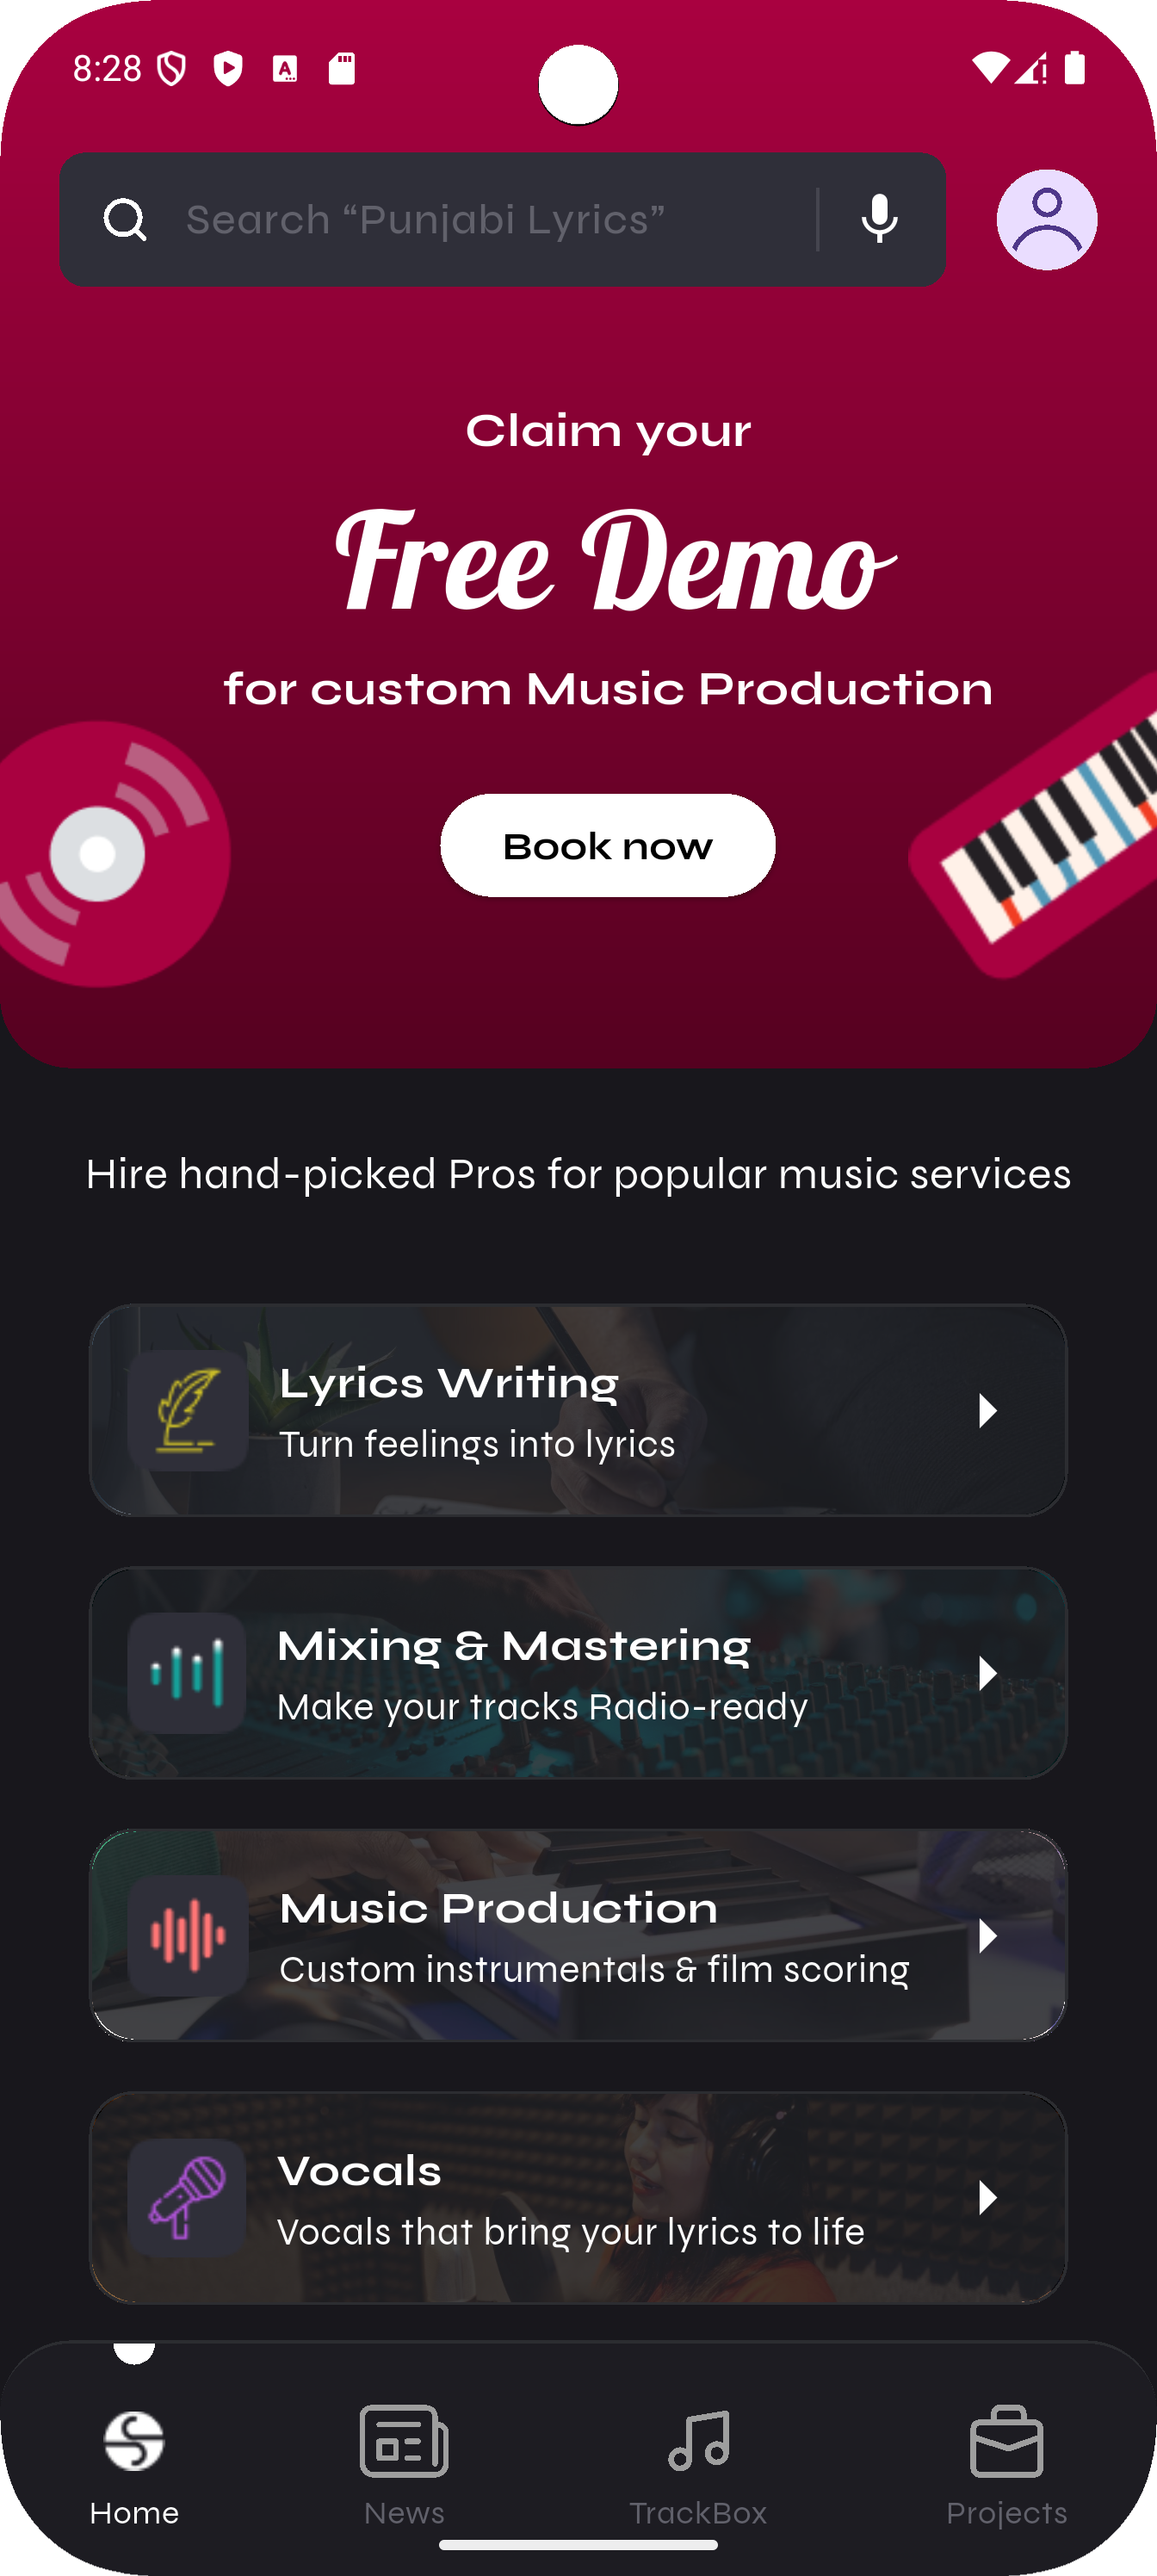 8:28
Search “Punjabi Lyrics”
Claim your
Free Demo
for custom Music Production
Book now
Hire hand-picked Pros for popular music services
Lyrics Writing
Turn feelings into lyrics
Mixing & Mastering
Make your tracks Radio-ready
Music Production
Custom instrumentals & film scoring
Vocals
Vocals that bring your lyrics to life
Home News TrackBox Projects